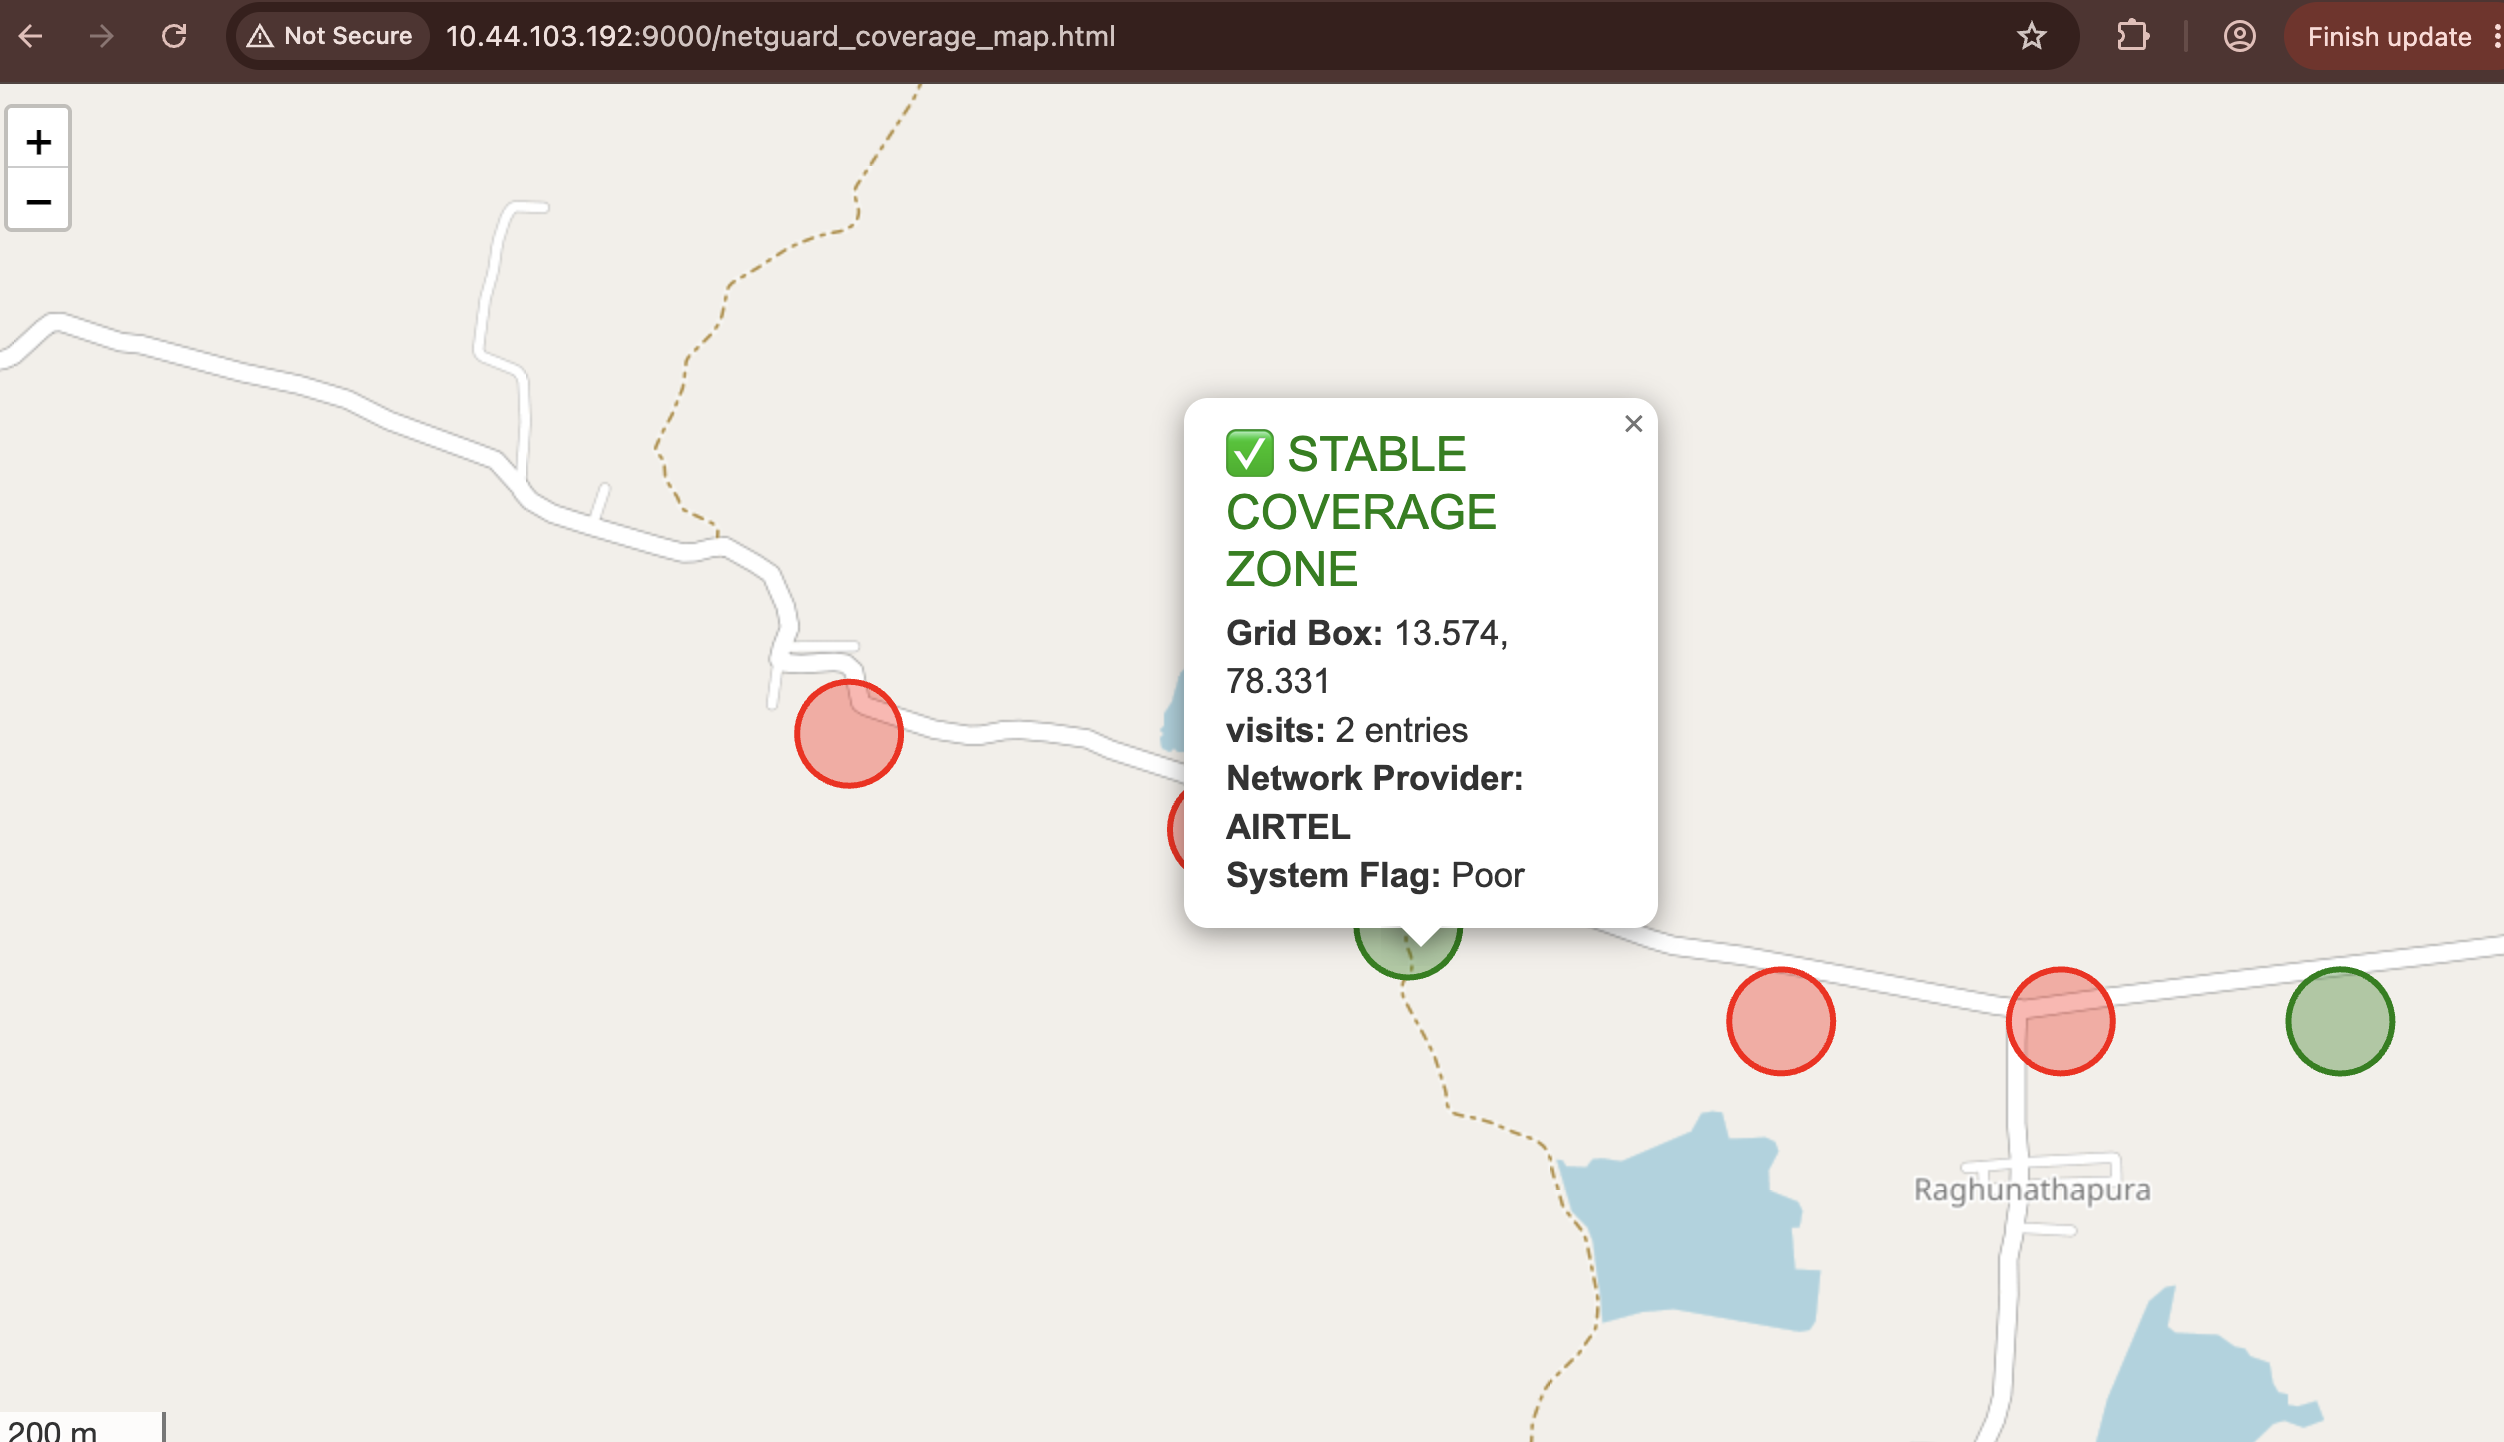 Not Secure 10.44.103.192:9000/netguard_coverage_map.html Finish update
+
−
×
✅ STABLE
COVERAGE
ZONE
Grid Box: 13.574,
78.331
visits: 2 entries
Network Provider:
AIRTEL
System Flag: Poor
Raghunathapura
200 m